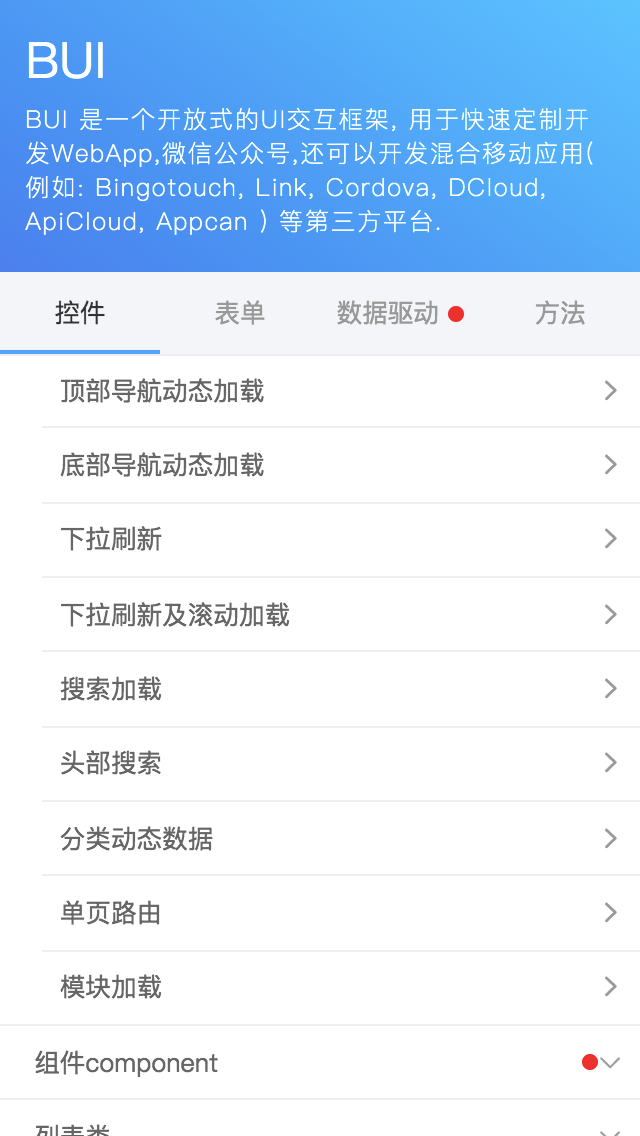 BUI
BUI 是一个开放式的UI交互框架, 用于快速定制开
发WebApp,微信公众号,还可以开发混合移动应用(
例如: Bingotouch, Link, Cordova, DCloud,
ApiCloud, Appcan ) 等第三方平台.
控件 表单 数据驱动 方法
顶部导航动态加载
底部导航动态加载
下拉刷新
下拉刷新及滚动加载
搜索加载
头部搜索
分类动态数据
单页路由
模块加载
组件component
列表类